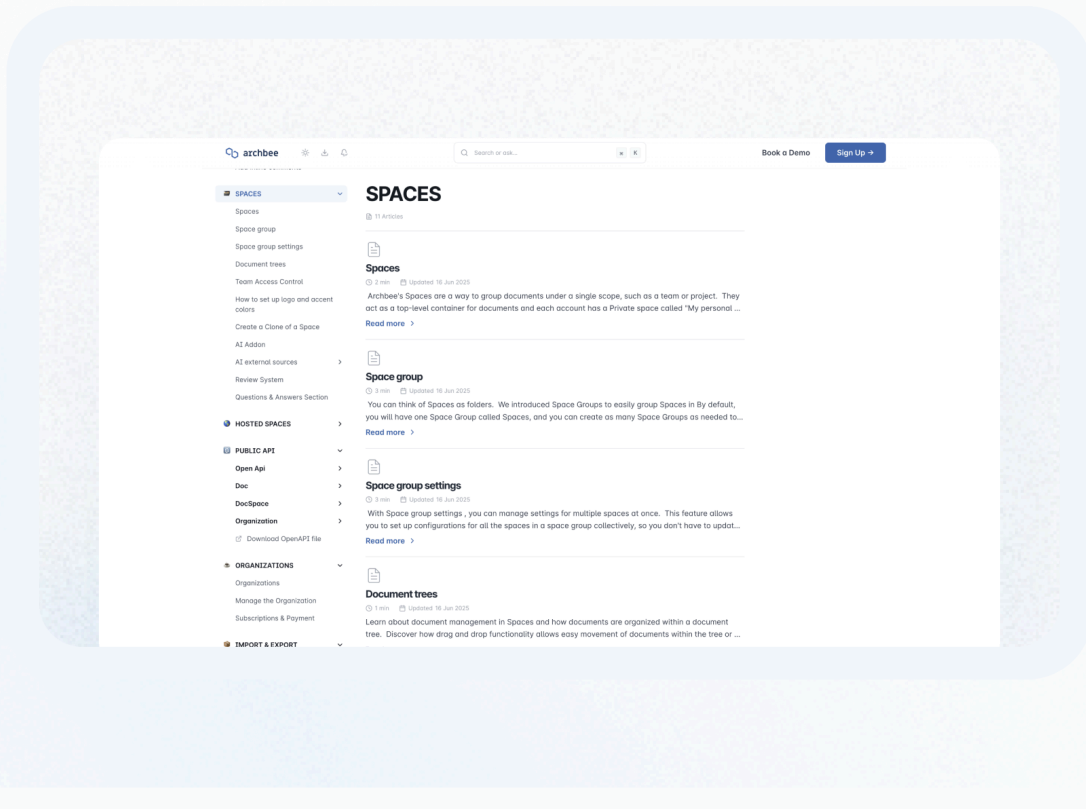 archbee
Search or ask...
K
Book a Demo
Sign Up →
SPACES
Spaces
Space group
Space group settings
Document trees
Team Access Control
How to set up logo and accent
colors
Create a Clone of a Space
AI Addon
AI external sources
Review System
Questions & Answers Section
HOSTED SPACES
PUBLIC API
Open Api
Doc
DocSpace
Organization
Download OpenAPI file
ORGANIZATIONS
Organizations
Manage the Organization
Subscriptions & Payment
IMPORT & EXPORT
SPACES
11 Articles
Spaces
2 min Updated 16 Jun 2025
Archbee's Spaces are a way to group documents under a single scope, such as a team or project. They
act as a top-level container for documents and each account has a Private space called "My personal ...
Read more
Space group
3 min Updated 16 Jun 2025
You can think of Spaces as folders. We introduced Space Groups to easily group Spaces in By default,
you will have one Space Group called Spaces, and you can create as many Space Groups as needed to...
Read more
Space group settings
3 min Updated 16 Jun 2025
With Space group settings , you can manage settings for multiple spaces at once. This feature allows
you to set up configurations for all the spaces in a space group collectively, so you don't have to updat...
Read more
Document trees
1 min Updated 16 Jun 2025
Learn about document management in Spaces and how documents are organized within a document
tree. Discover how drag and drop functionality allows easy movement of documents within the tree or ...